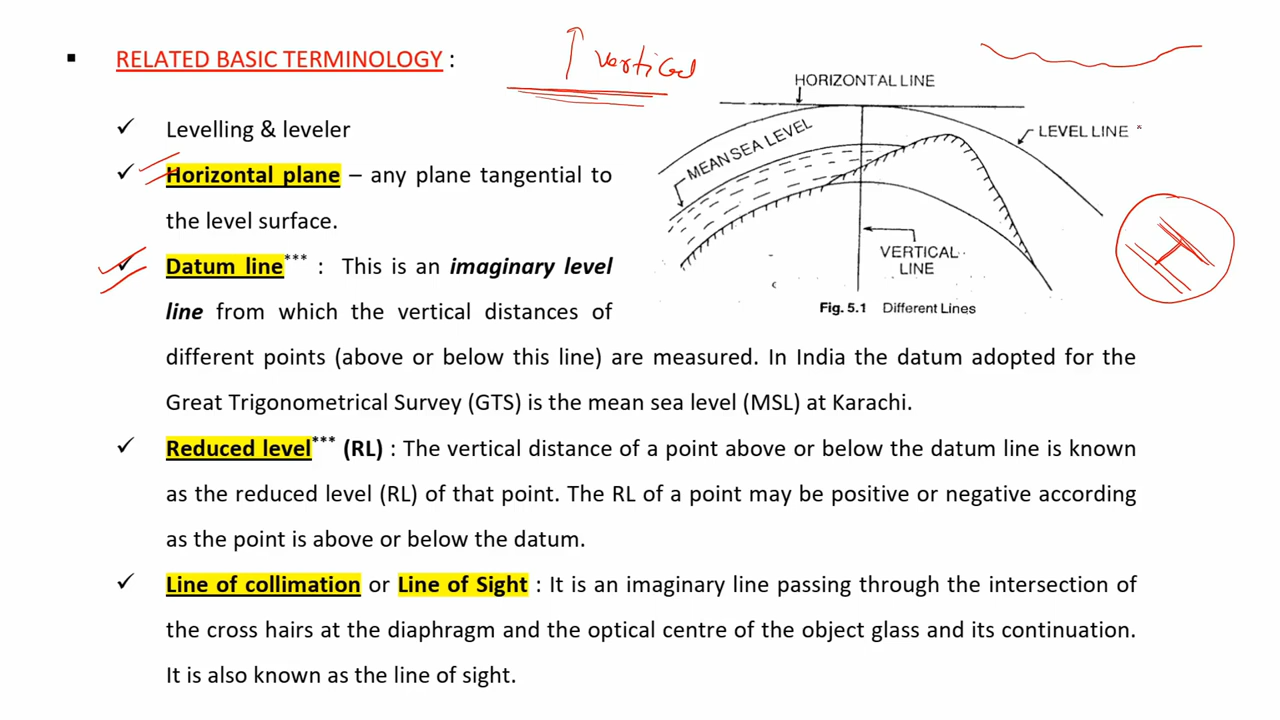 ▪ RELATED BASIC TERMINOLOGY :
vertical
HORIZONTAL LINE
MEAN SEA LEVEL
LEVEL LINE
VERTICAL
LINE
Fig. 5.1 Different Lines
✓ Levelling & leveler
✓ Horizontal plane – any plane tangential to
the level surface.
✓ Datum line*** : This is an imaginary level
line from which the vertical distances of
different points (above or below this line) are measured. In India the datum adopted for the
Great Trigonometrical Survey (GTS) is the mean sea level (MSL) at Karachi.
✓ Reduced level*** (RL) : The vertical distance of a point above or below the datum line is known
as the reduced level (RL) of that point. The RL of a point may be positive or negative according
as the point is above or below the datum.
✓ Line of collimation or Line of Sight : It is an imaginary line passing through the intersection of
the cross hairs at the diaphragm and the optical centre of the object glass and its continuation.
It is also known as the line of sight.